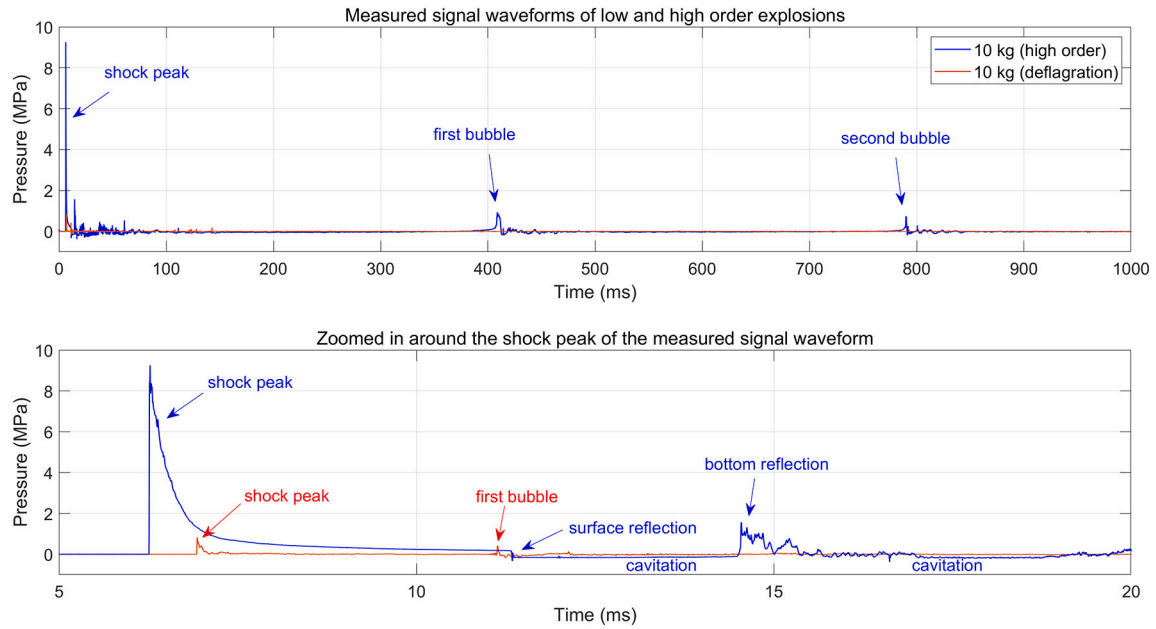 Measured signal waveforms of low and high order explosions
10
8
6
4
2
0
Pressure (MPa)
shock peak
first bubble
second bubble
10 kg (high order)
10 kg (deflagration)
0 100 200 300 400 500 600 700 800 900 1000
Time (ms)
Zoomed in around the shock peak of the measured signal waveform
10
8
6
4
2
0
Pressure (MPa)
shock peak
shock peak
first bubble
surface reflection
bottom reflection
cavitation
cavitation
5 10 15 20
Time (ms)